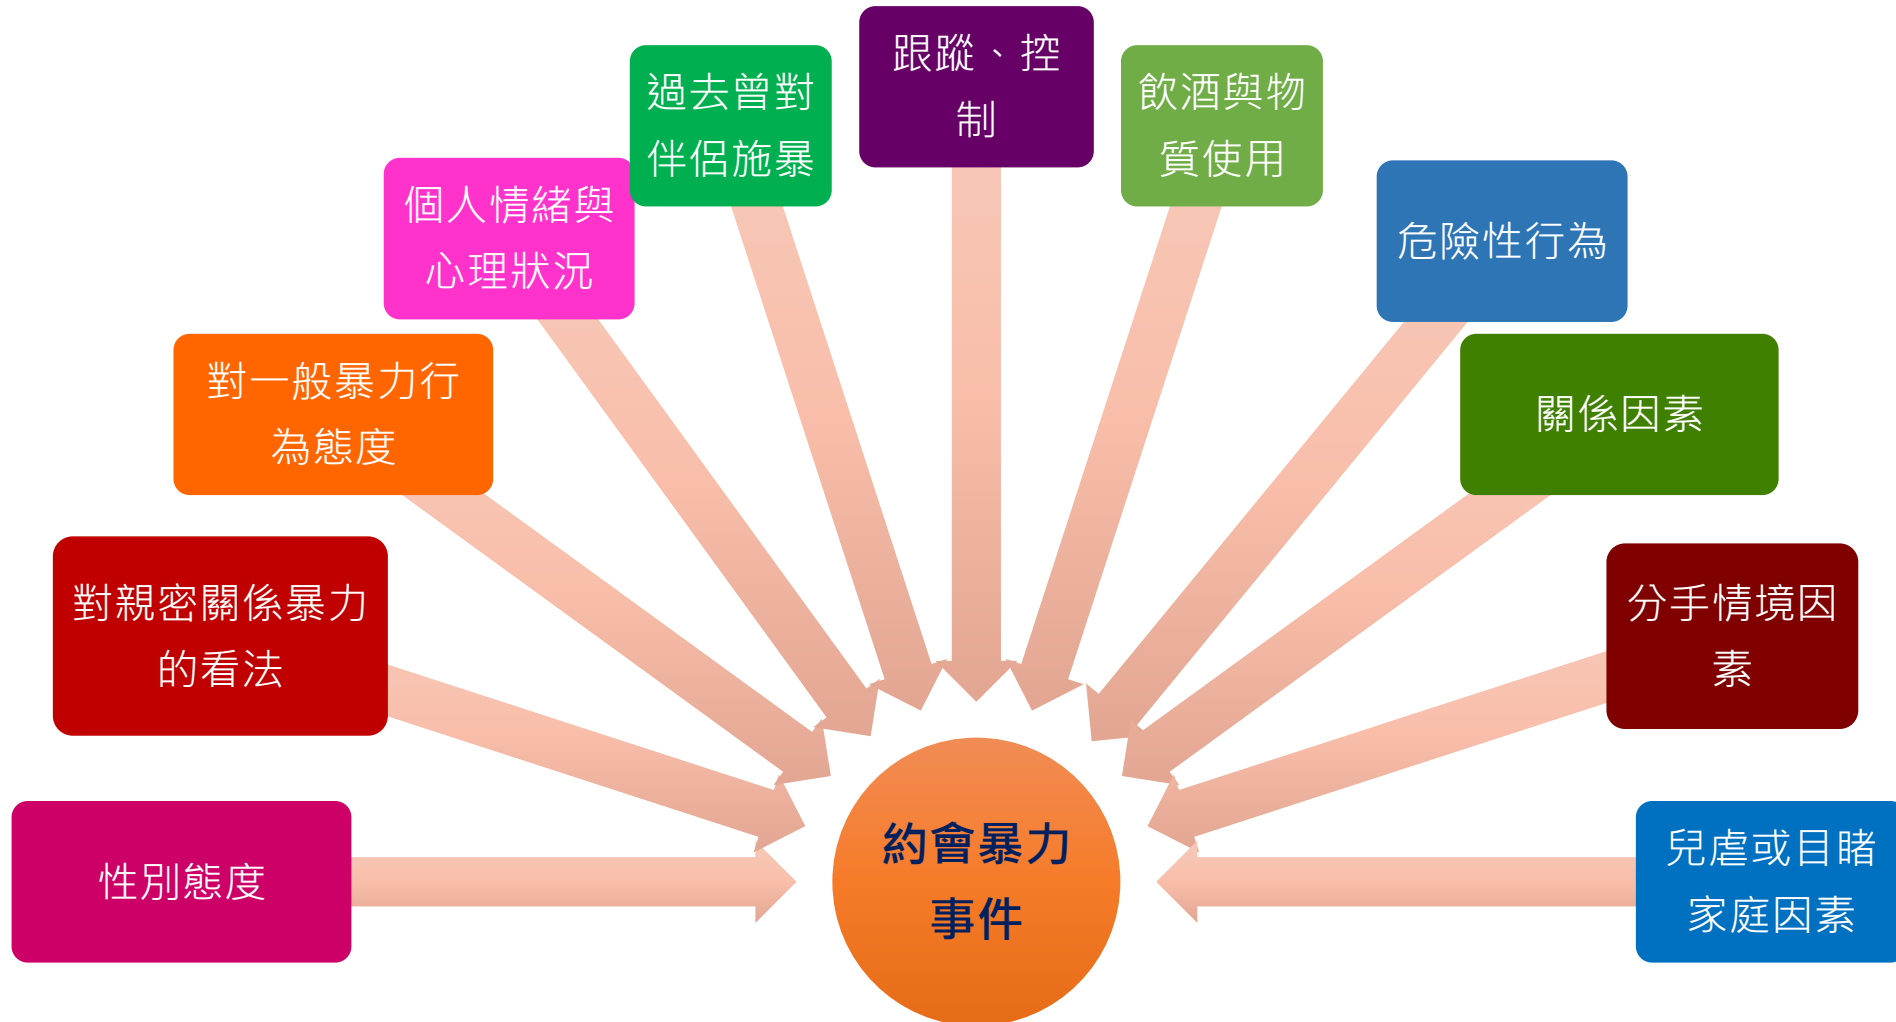 跟蹤、控
制
過去曾對
伴侶施暴
飲酒與物
質使用
個人情緒與
心理狀況
危險性行為
對一般暴力行
為態度
關係因素
對親密關係暴力
的看法
分手情境因
素
性別態度
約會暴力
事件
兒虐或目睹
家庭因素